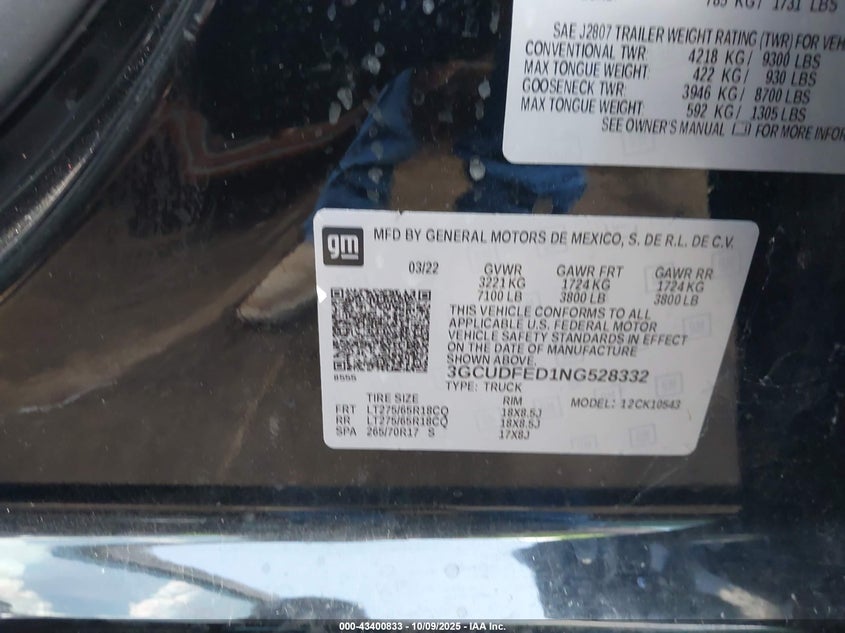 785 KG/ 1731 LBS
SAE J2807 TRAILER WEIGHT RATING (TWR) FOR
CONVENTIONAL TWR: 4218 KG/ 9300 LBS
MAX TONGUE WEIGHT: 422 KG/ 930 LBS
GOOSENECK TWR: 3946 KG/ 8700 LBS
MAX TONGUE WEIGHT: 592 KG/ 1305 LBS
SEE OWNER'S MANUAL FOR MORE
gm
MFD BY GENERAL MOTORS DE MEXICO, S. DE R.L. DE C.V.
03/22 GVWR GAWR FRT GAWR RR
3221 KG 1724 KG 1724 KG
7100 LB 3800 LB 3800 LB
THIS VEHICLE CONFORMS TO ALL
APPLICABLE U.S. FEDERAL MOTOR
VEHICLE SAFETY STANDARDS IN EFFECT
ON THE DATE OF MANUFACTURE
SHOWN ABOVE.
3GCUDFED1NG528332
8555
TYPE: TRUCK
TIRE SIZE RIM MODEL: 12CK10543
FRT LT275/65R18CQ 18X8.5J
RR LT275/65R18CQ 18X8.5J
SPA 265/70R17 S 17X8J
000-43400833 - 10/09/2025 - IAA Inc.